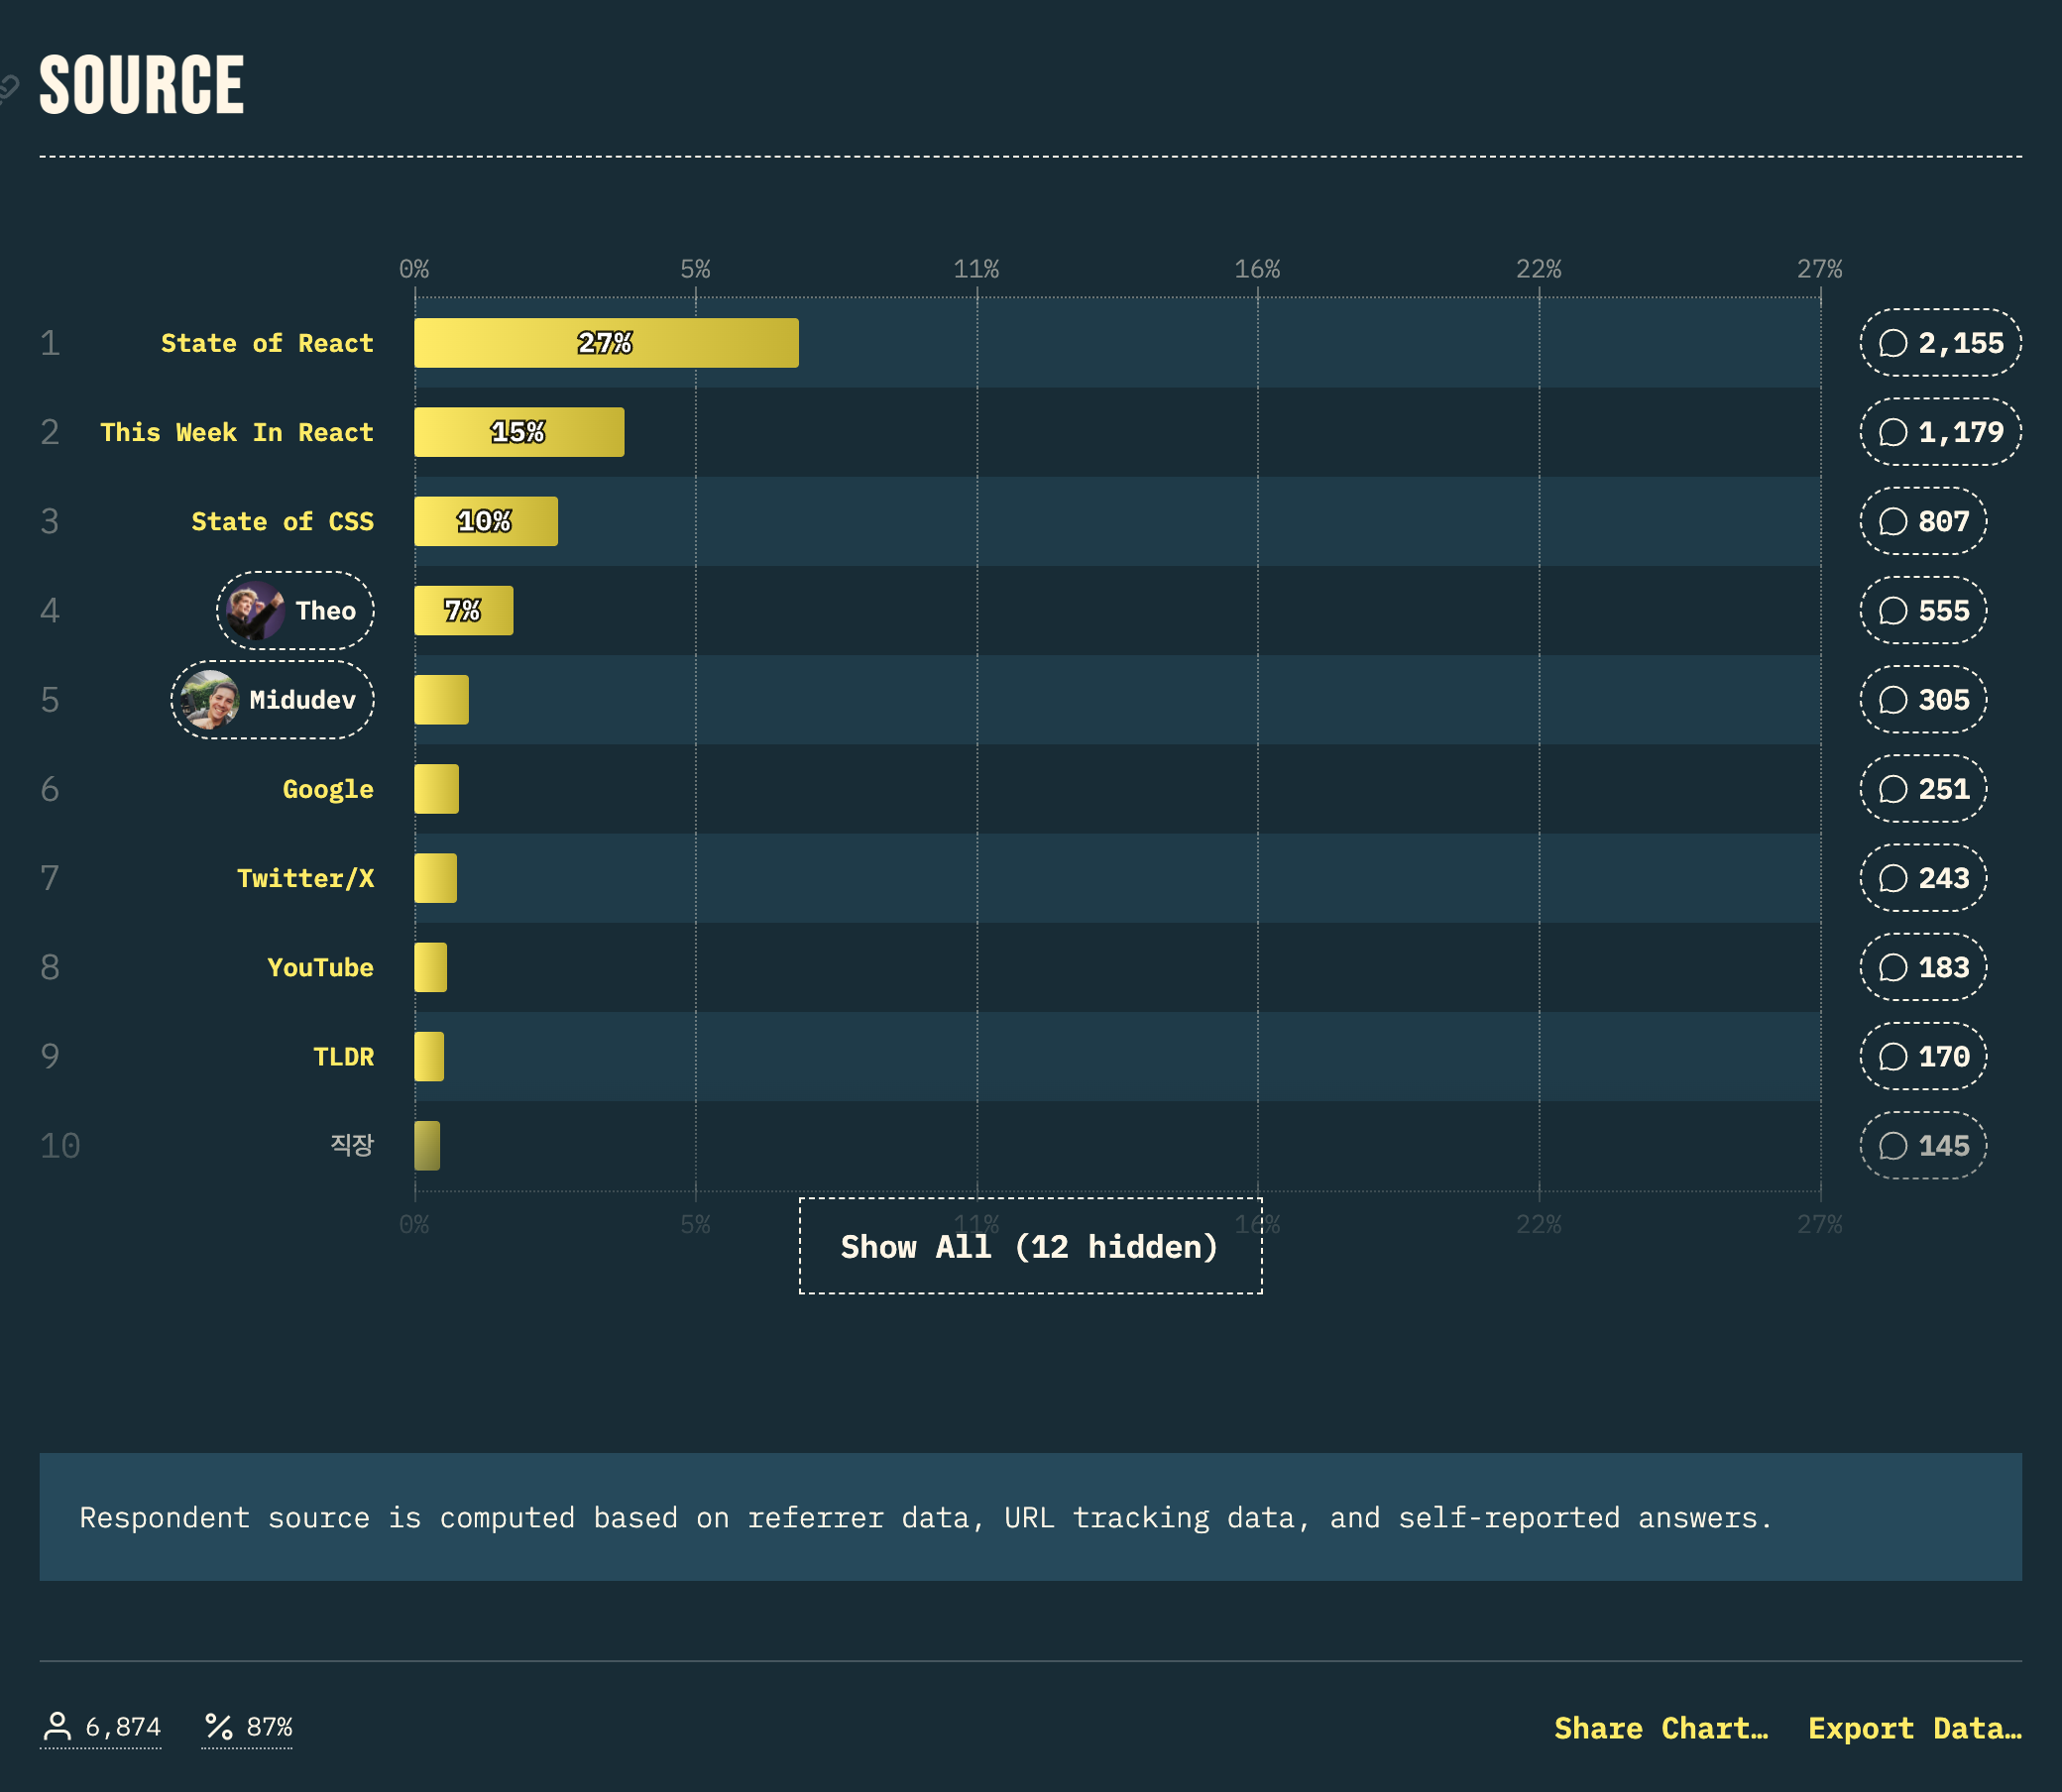 SOURCE
0% 5% 11% 16% 22% 27%
1 State of React 27% 2,155
2 This Week In React 15% 1,179
3 State of CSS 10% 807
4 Theo 7% 555
5 Midudev 305
6 Google 251
7 Twitter/X 243
8 YouTube 183
9 TLDR 170
10 직장 145
0% 5% 11% 16% 22% 27%
Show All (12 hidden)
Respondent source is computed based on referrer data, URL tracking data, and self-reported answers.
6,874 87% Share Chart… Export Data…